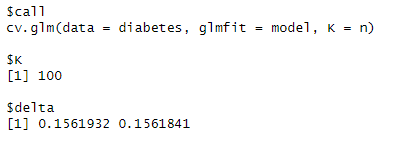 $call
cv.glm(data = diabetes, glmfit = model, K = n)
$K
[1] 100
$delta
[1] 0.1561932 0.1561841